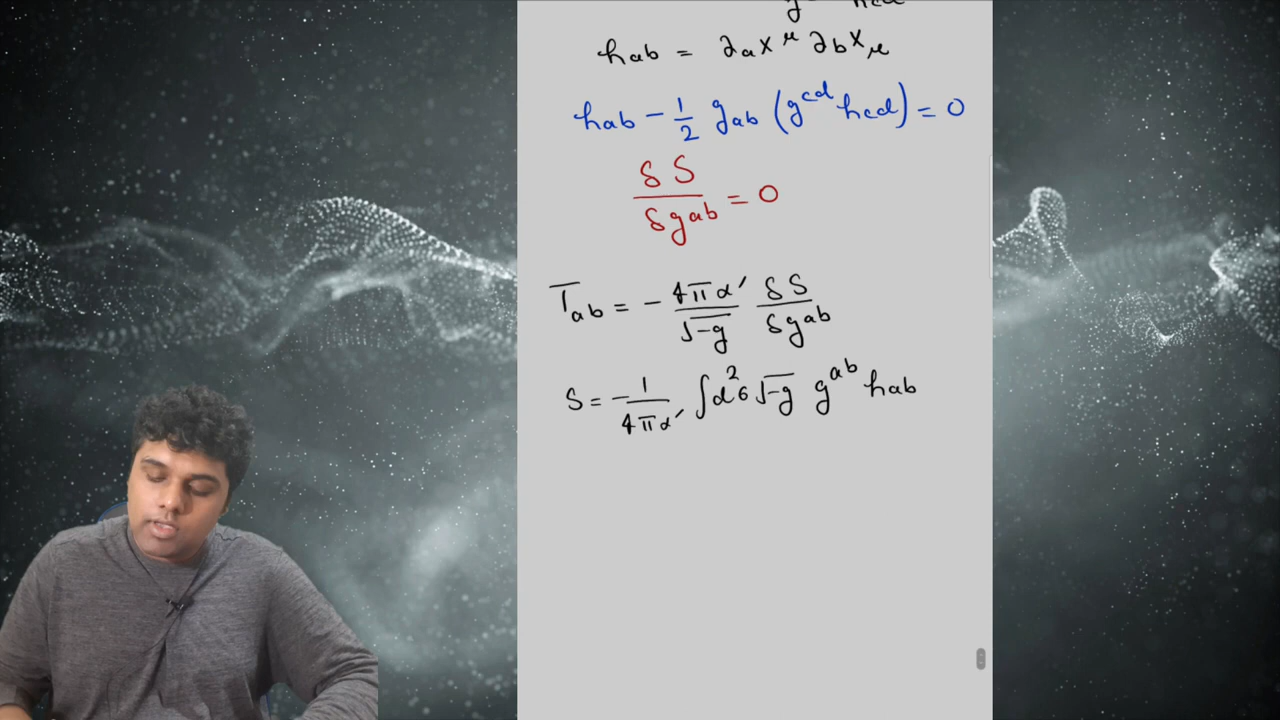 hab = ∂aX^μ ∂bXμ
hab − 1/2 gab (g^cd hcd) = 0
δS/δgab = 0
Tab = − 4πα′/√−g δS/δg^ab
S = − 1/4πα′ ∫d²σ √−g g^ab hab